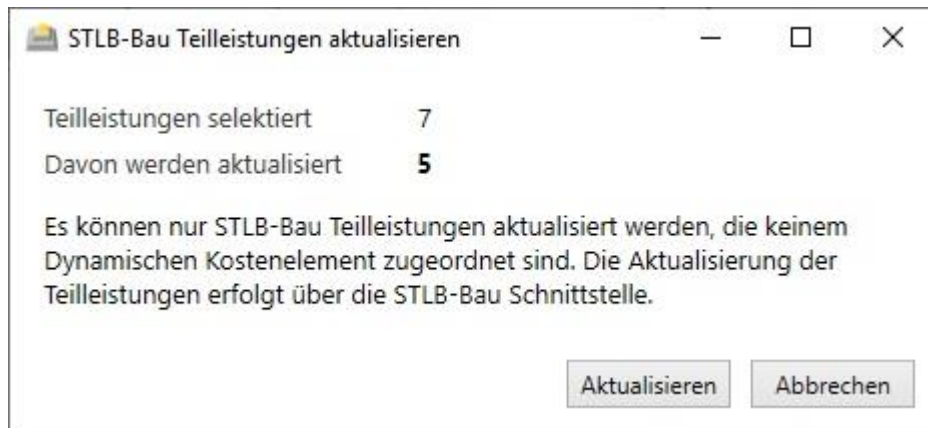 STLB-Bau Teilleistungen aktualisieren
Teilleistungen selektiert 7
Davon werden aktualisiert 5
Es können nur STLB-Bau Teilleistungen aktualisiert werden, die keinem
Dynamischen Kostenelement zugeordnet sind. Die Aktualisierung der
Teilleistungen erfolgt über die STLB-Bau Schnittstelle.
Aktualisieren Abbrechen